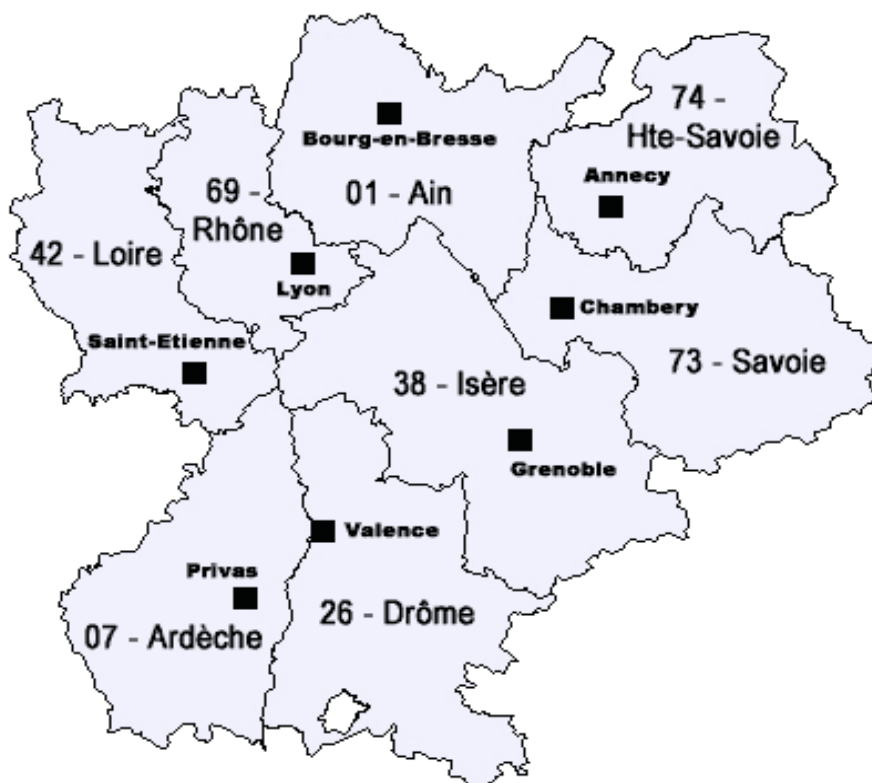 74 -
Hte-Savoie
Bourg-en-Bresse
Annecy
69 -
Rhône
01 - Ain
42 - Loire
Lyon
Chambery
Saint-Etienne
73 - Savoie
38 - Isère
Grenoble
Valence
Privas
26 - Drôme
07 - Ardèche